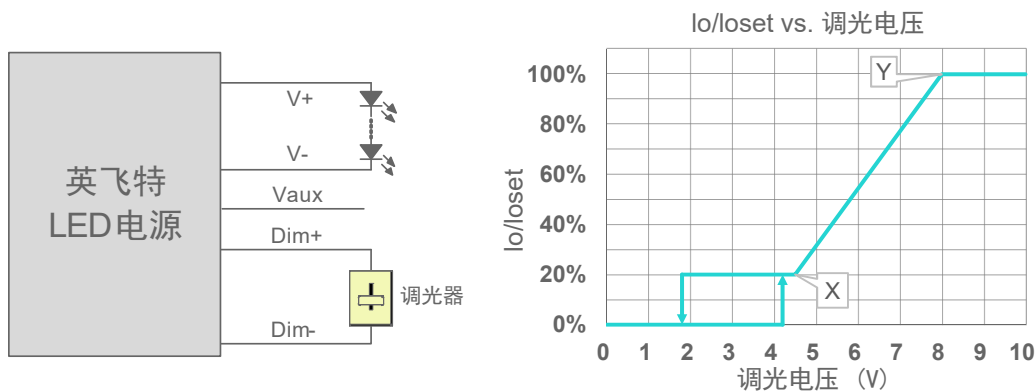 英飞特
LED电源
V+
V-
Vaux
Dim+
调光器
Dim-
Io/Ioset vs. 调光电压
Io/Ioset
100%
80%
60%
40%
20%
0%
Y
X
0 1 2 3 4 5 6 7 8 9 10
调光电压 (V)